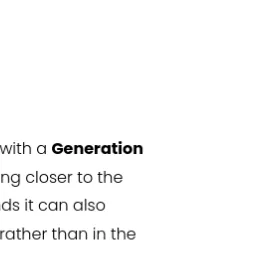 with a Generation
ng closer to the
ds it can also
rather than in the